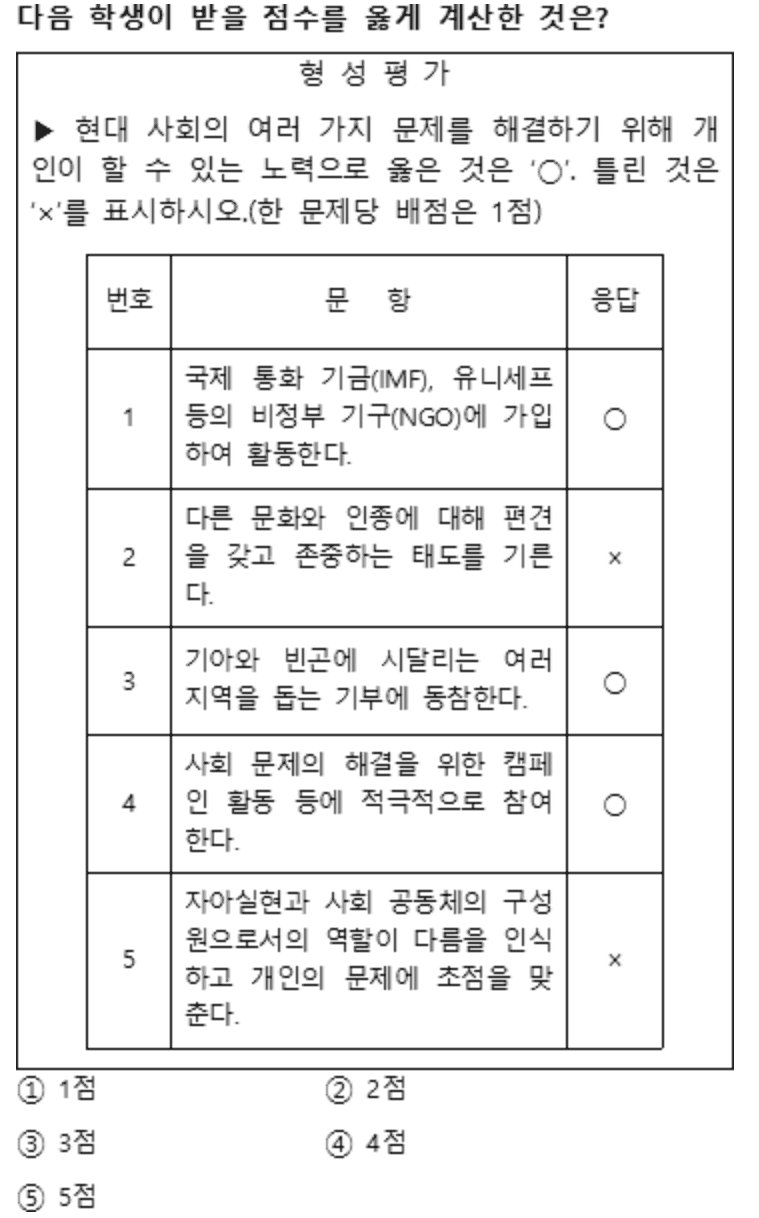 다음 학생이 받을 점수를 옳게 계산한 것은?
형 성 평 가
▶ 현대 사회의 여러 가지 문제를 해결하기 위해 개
인이 할 수 있는 노력으로 옳은 것은 '○'. 틀린 것은
'×'를 표시하시오.(한 문제당 배점은 1점)
번호 문 항 응답
1 국제 통화 기금(IMF), 유니세프
등의 비정부 기구(NGO)에 가입
하여 활동한다. ○
2 다른 문화와 인종에 대해 편견
을 갖고 존중하는 태도를 기른
다. ×
3 기아와 빈곤에 시달리는 여러
지역을 돕는 기부에 동참한다. ○
4 사회 문제의 해결을 위한 캠페
인 활동 등에 적극적으로 참여
한다. ○
5 자아실현과 사회 공동체의 구성
원으로서의 역할이 다름을 인식
하고 개인의 문제에 초점을 맞
춘다. ×
① 1점 ② 2점
③ 3점 ④ 4점
⑤ 5점